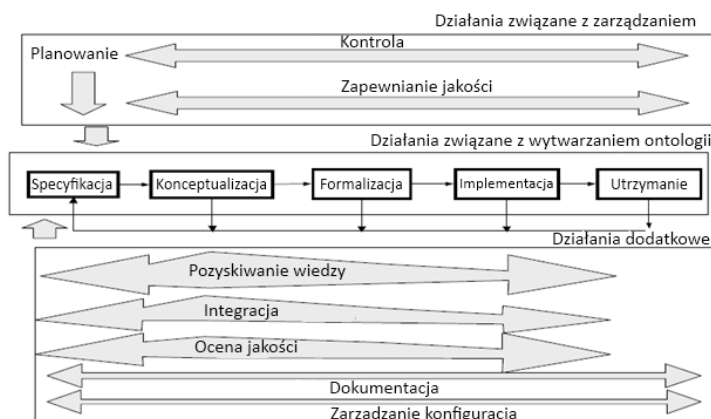 Działania związane z zarządzaniem
Kontrola
Planowanie
Zapewnianie jakości
Działania związane z wytwarzaniem ontologii
Specyfikacja
Konceptualizacja
Formalizacja
Implementacja
Utrzymanie
Działania dodatkowe
Pozyskiwanie wiedzy
Integracja
Ocena jakości
Dokumentacja
Zarządzanie konfiguracją